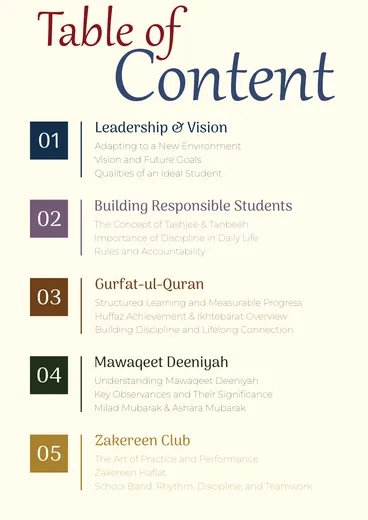 Table of
Content
01
Leadership & Vision
Adapting to a New Environment
Vision and Future Goals
Qualities of an Ideal Student
02
Building Responsible Students
The Concept of Tashjee & Tanbeeh
Importance of Discipline in Daily Life
Rules and Accountability
03
Gurfat-ul-Quran
Structured Learning and Measurable Progress
Huffaz Achievement & Ikhtebarat Overview
Building Discipline and Lifelong Connection
04
Mawaqeet Deeniyah
Understanding Mawaqeet Deeniyah
Key Observances and Their Significance
Milad Mubarak & Ashara Mubarak
05
Zakereen Club
The Art of Practice and Performance
Zakereen Haflat
School Band: Rhythm, Discipline, and Teamwork